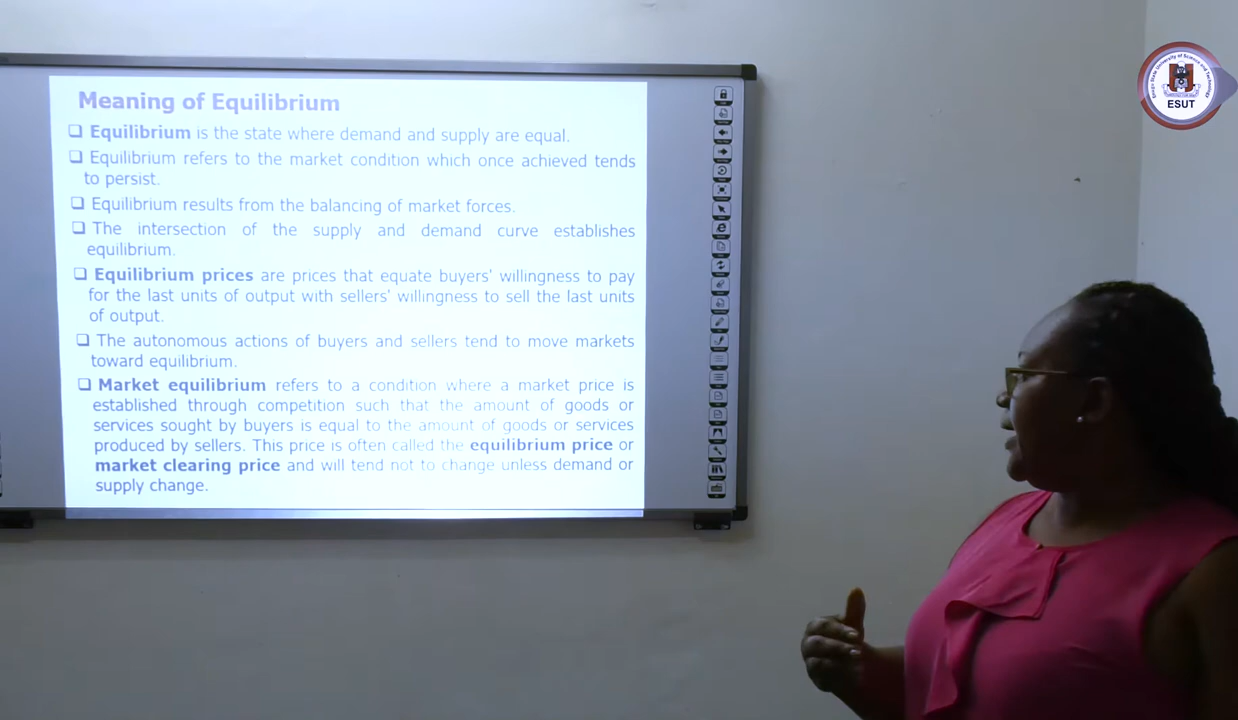 Meaning of Equilibrium
❑ Equilibrium is the state where demand and supply are equal.
❑ Equilibrium refers to the market condition which once achieved tends
to persist.
❑ Equilibrium results from the balancing of market forces.
❑ The intersection of the supply and demand curve establishes
equilibrium.
❑ Equilibrium prices are prices that equate buyers' willingness to pay
for the last units of output with sellers' willingness to sell the last units
of output.
❑ The autonomous actions of buyers and sellers tend to move markets
toward equilibrium.
❑ Market equilibrium refers to a condition where a market price is
established through competition such that the amount of goods or
services sought by buyers is equal to the amount of goods or services
produced by sellers. This price is often called the equilibrium price or
market clearing price and will tend not to change unless demand or
supply change.
Enugu State University of Science and Technology
ESUT